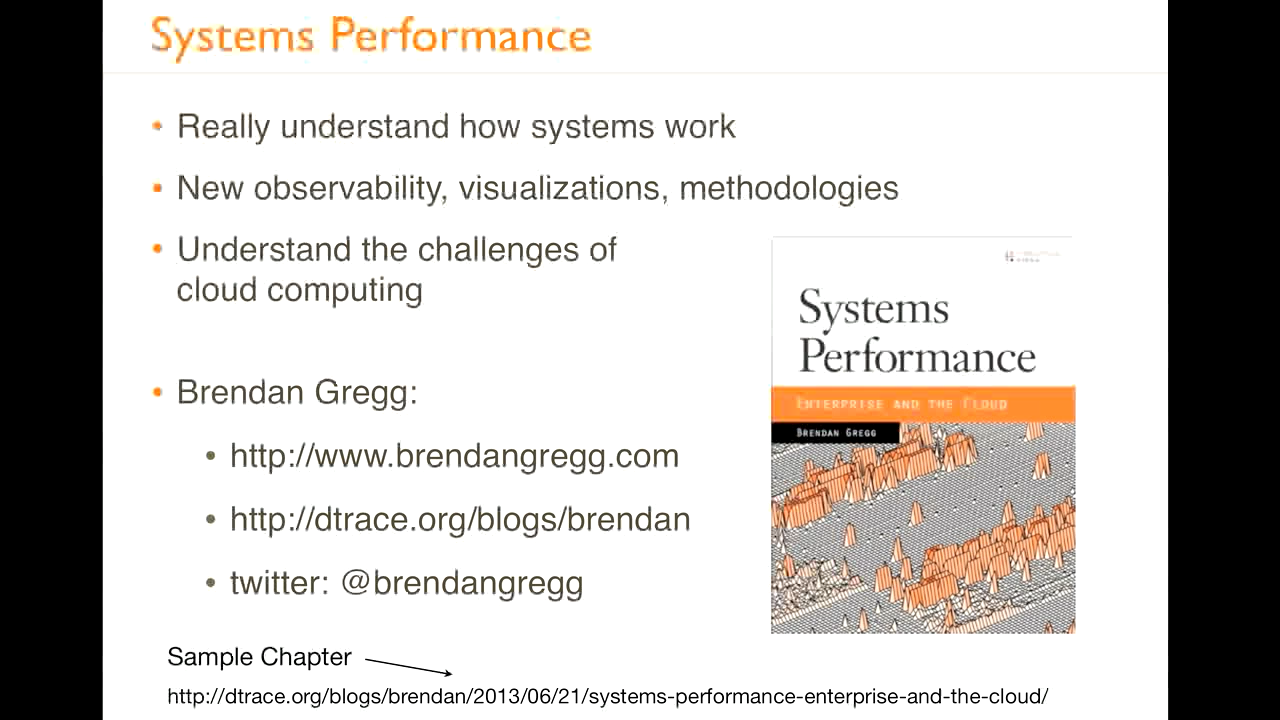 Systems Performance
• Really understand how systems work
• New observability, visualizations, methodologies
• Understand the challenges of
cloud computing
• Brendan Gregg:
• http://www.brendangregg.com
• http://dtrace.org/blogs/brendan
• twitter: @brendangregg
Systems
Performance
ENTERPRISE AND THE CLOUD
BRENDAN GREGG
Sample Chapter
http://dtrace.org/blogs/brendan/2013/06/21/systems-performance-enterprise-and-the-cloud/